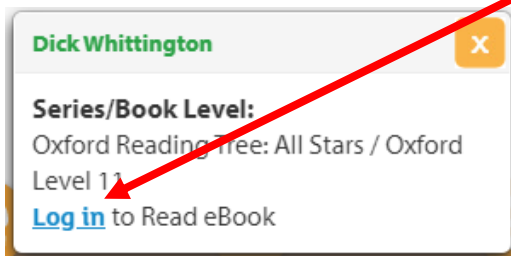 Dick Whittington
x
Series/Book Level:
Oxford Reading Tree: All Stars / Oxford
Level 11
Log in to Read eBook